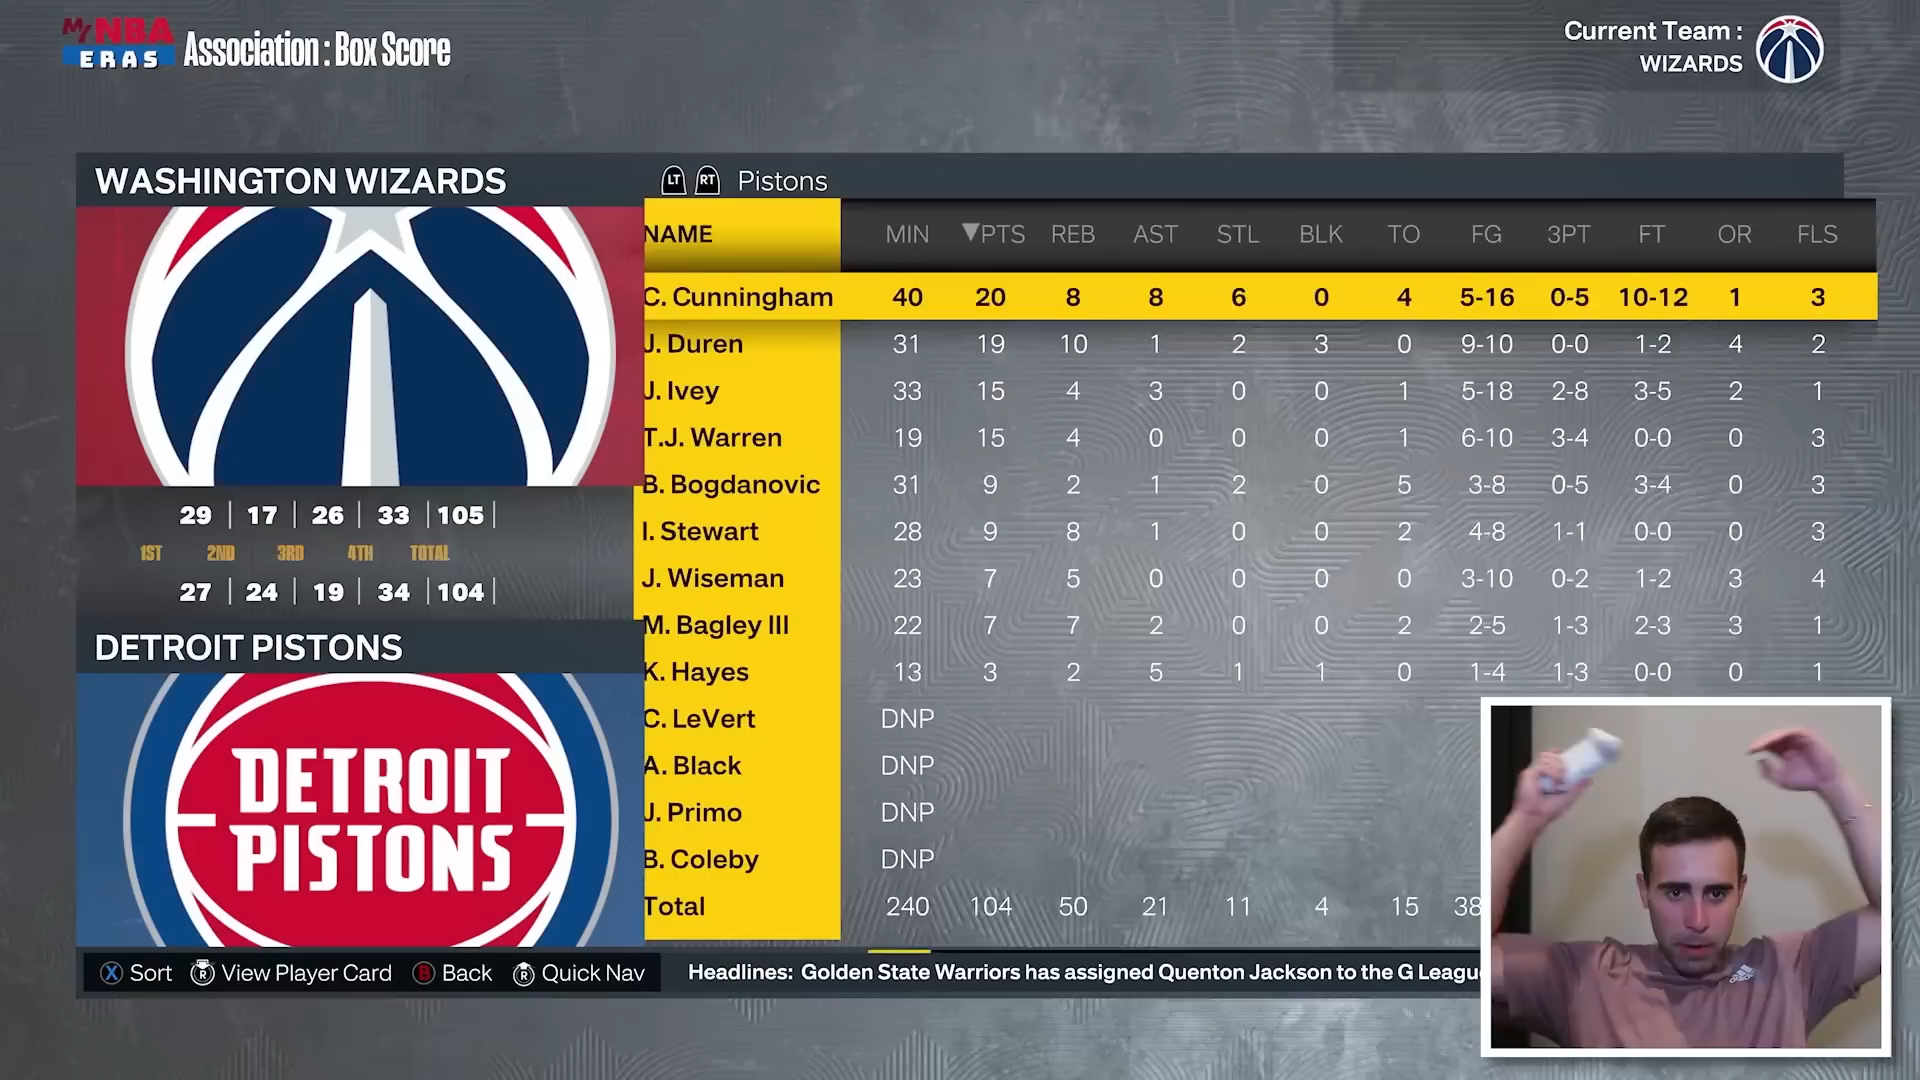 My NBA ERAS Association : Box Score
Current Team :
WIZARDS
WASHINGTON WIZARDS
29 | 17 | 26 | 33 | 105 |
1ST 2ND 3RD 4TH TOTAL
27 | 24 | 19 | 34 | 104 |
DETROIT PISTONS
DETROIT
PISTONS
LT RT Pistons
NAME MIN ▼PTS REB AST STL BLK TO FG 3PT FT OR FLS
C. Cunningham 40 20 8 8 6 0 4 5-16 0-5 10-12 1 3
J. Duren 31 19 10 1 2 3 0 9-10 0-0 1-2 4 2
J. Ivey 33 15 4 3 0 0 1 5-18 2-8 3-5 2 1
T.J. Warren 19 15 4 0 0 0 1 6-10 3-4 0-0 0 3
B. Bogdanovic 31 9 2 1 2 0 5 3-8 0-5 3-4 0 3
I. Stewart 28 9 8 1 0 0 2 4-8 1-1 0-0 0 3
J. Wiseman 23 7 5 0 0 0 0 3-10 0-2 1-2 3 4
M. Bagley III 22 7 7 2 0 0 2 2-5 1-3 2-3 3 1
K. Hayes 13 3 2 5 1 1 0 1-4 1-3 0-0 0 1
C. LeVert DNP
A. Black DNP
J. Primo DNP
B. Coleby DNP
Total 240 104 50 21 11 4 15 38
X Sort R View Player Card B Back R Quick Nav
Headlines: Golden State Warriors has assigned Quenton Jackson to the G League
adidas